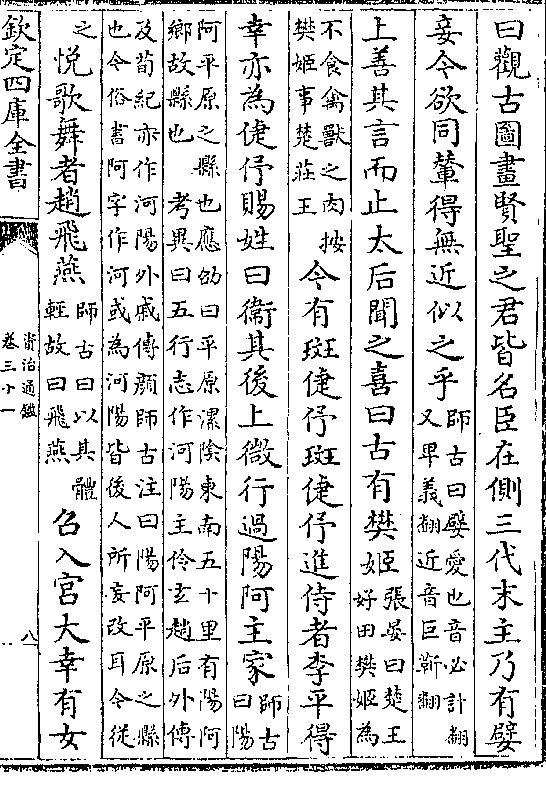 曰觀古圖畫賢聖之君皆名臣在側三代末主乃有嬖
妾今欲同輦得無近似之乎師古曰嬖愛也音必計翻又卑義翻近音巨靳翻
上善其言而止太后聞之喜曰古有樊姬張晏曰楚王好田樊姬為
不食禽獸之肉按樊姬事楚莊王今有斑倢伃斑倢伃進侍者李平得
幸亦為倢伃賜姓曰衛其後上微行過陽阿主家師古曰陽
阿平原之縣也應劭曰平原漯陰東南五十里有陽阿
鄉故縣也 考異曰五行志作河陽主伶玄趙后外傳
及荀紀亦作河陽外戚傳顏師古注曰陽阿平原之縣
也今俗書阿字作河或為河陽皆後人所妄改耳今從
之悅歌舞者趙飛燕師古曰以其體輕故曰飛燕召入宮大幸有女
欽定四庫全書
資治通鑑
卷三十一
八